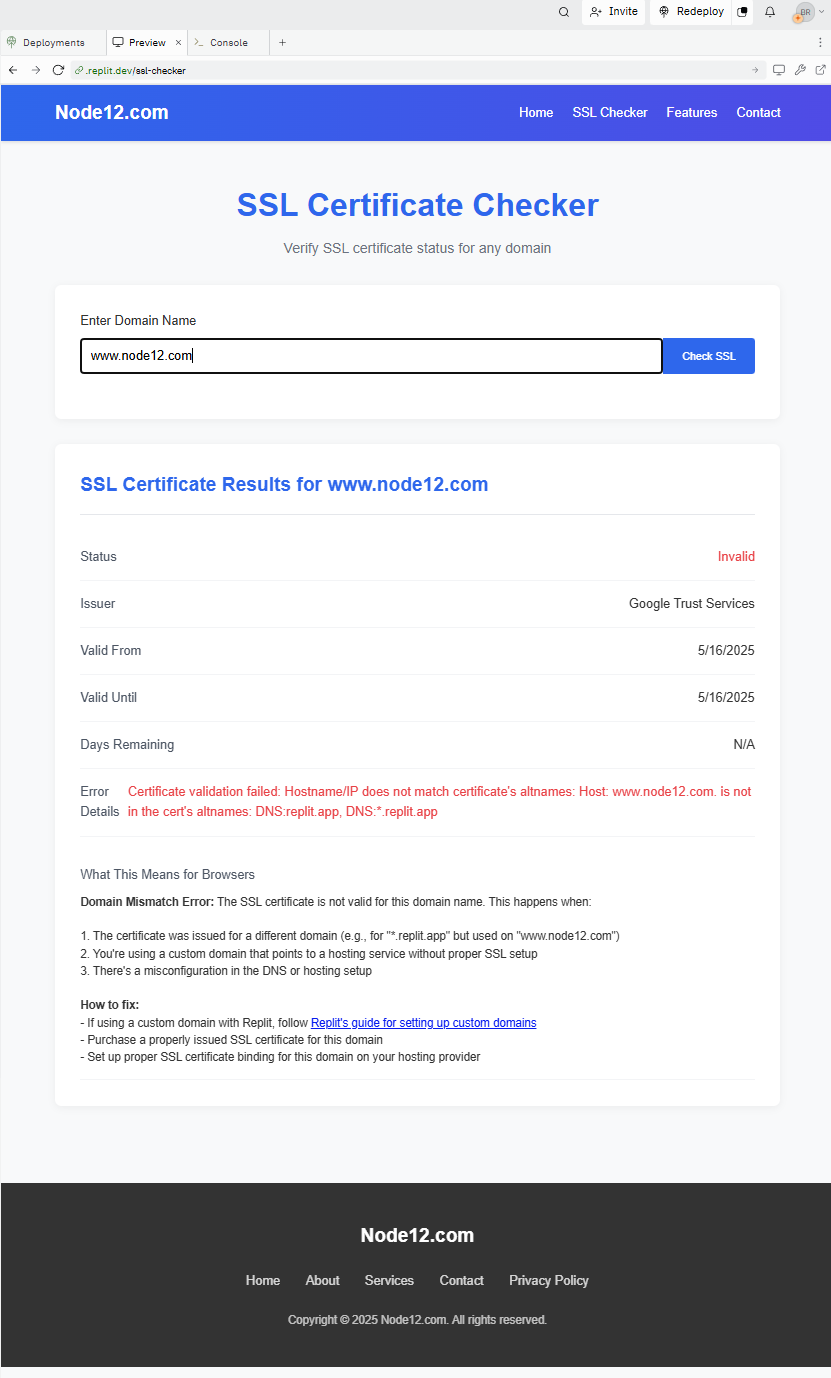 Invite
Redeploy
BR
Deployments
Preview
Console
.replit.dev/ssl-checker
Node12.com
Home
SSL Checker
Features
Contact
SSL Certificate Checker
Verify SSL certificate status for any domain
Enter Domain Name
www.node12.com
Check SSL
SSL Certificate Results for www.node12.com
Status
Invalid
Issuer
Google Trust Services
Valid From
5/16/2025
Valid Until
5/16/2025
Days Remaining
N/A
Error
Details
Certificate validation failed: Hostname/IP does not match certificate's altnames: Host: www.node12.com. is not
in the cert's altnames: DNS:replit.app, DNS:*.replit.app
What This Means for Browsers
Domain Mismatch Error: The SSL certificate is not valid for this domain name. This happens when:
1. The certificate was issued for a different domain (e.g., for "*.replit.app" but used on "www.node12.com")
2. You're using a custom domain that points to a hosting service without proper SSL setup
3. There's a misconfiguration in the DNS or hosting setup
How to fix:
- If using a custom domain with Replit, follow Replit's guide for setting up custom domains
- Purchase a properly issued SSL certificate for this domain
- Set up proper SSL certificate binding for this domain on your hosting provider
Node12.com
Home
About
Services
Contact
Privacy Policy
Copyright © 2025 Node12.com. All rights reserved.